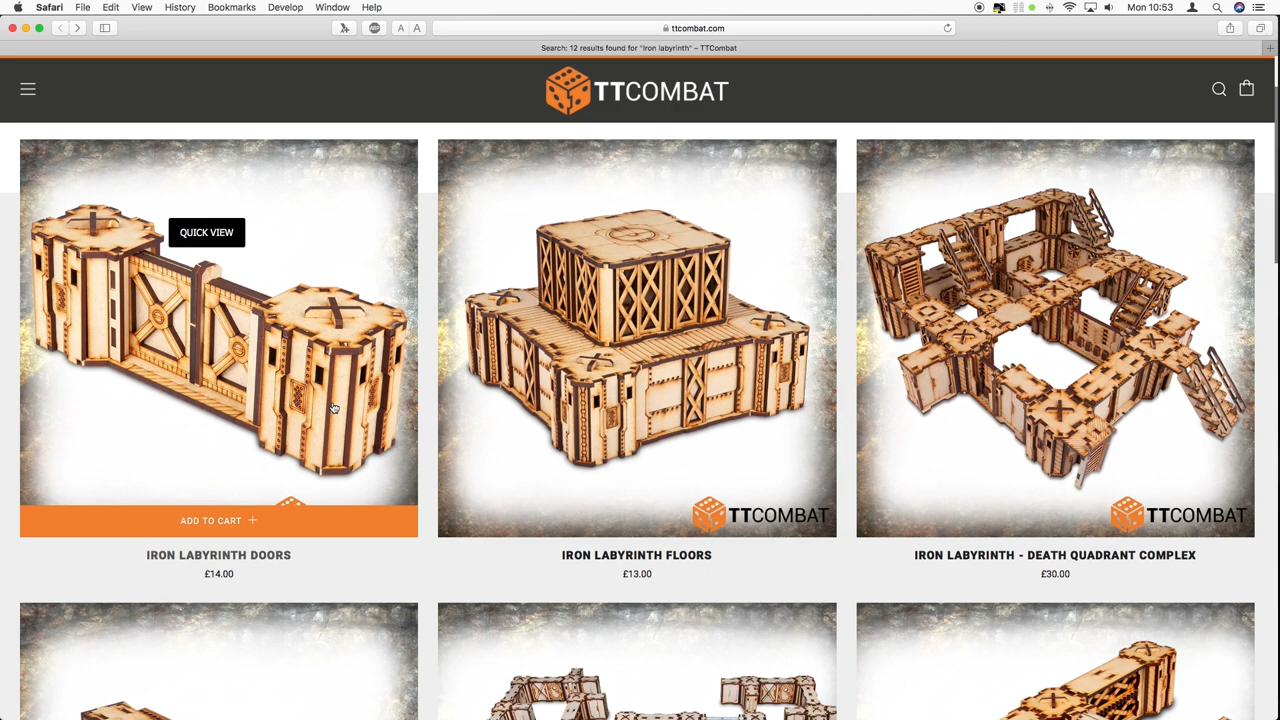 Safari File Edit View History Bookmarks Develop Window Help Mon 10:53
A A ttcombat.com
Search: 12 results found for "Iron labyrinth" – TTCombat
TTCOMBAT
QUICK VIEW
TTCOMBAT TTCOMBAT
ADD TO CART +
IRON LABYRINTH DOORS IRON LABYRINTH FLOORS IRON LABYRINTH - DEATH QUADRANT COMPLEX
£14.00 £13.00 £30.00